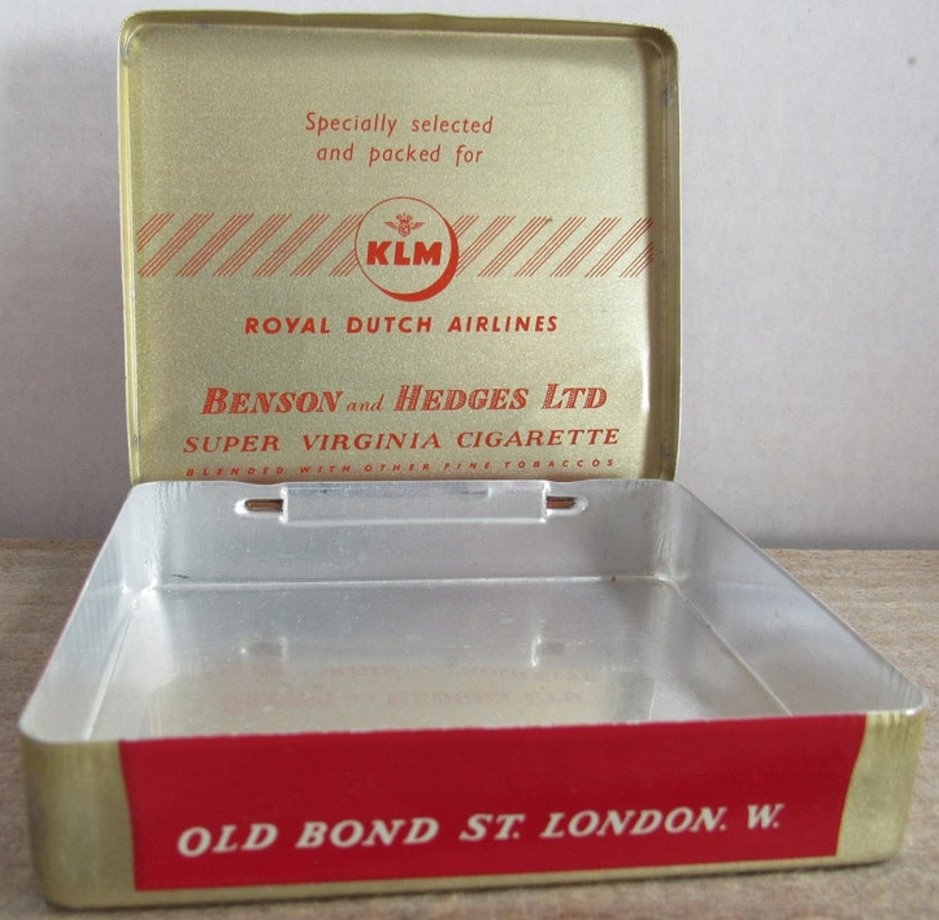 Specially selected
and packed for
KLM
ROYAL DUTCH AIRLINES
BENSON and HEDGES LTD
SUPER VIRGINIA CIGARETTE
BLENDED WITH OTHER FINE TOBACCOS
OLD BOND ST. LONDON. W.